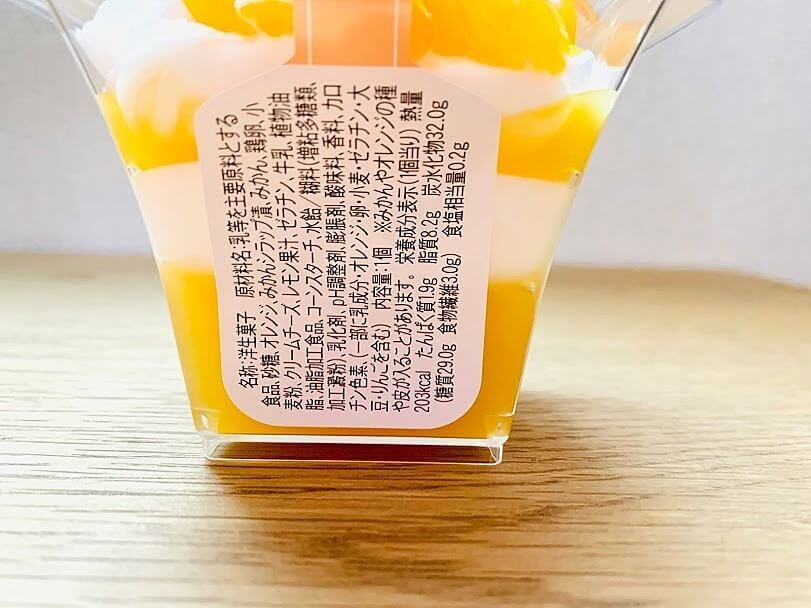 名称:洋生菓子　原材料名:乳等を主要原料とする
食品、砂糖、オレンジ、みかんシラップ漬、みかん、鶏卵、小
麦粉、クリームチーズ、レモン果汁、ゼラチン、牛乳、植物油
脂、油脂加工食品、コーンスターチ、水飴/糊料(増粘多糖類、
加工澱粉)、乳化剤、pH調整剤、膨脹剤、酸味料、香料、カロ
チン色素、(一部に乳成分・オレンジ・卵・小麦・ゼラチン・大
豆・りんごを含む)　内容量:1個　※みかんやオレンジの種
や皮が入ることがあります。 栄養成分表示(1個当り) 熱量
203kcal　たんぱく質1.9g　脂質8.2g　炭水化物32.0g
(糖質29.0g　食物繊維3.0g)　食塩相当量0.2g